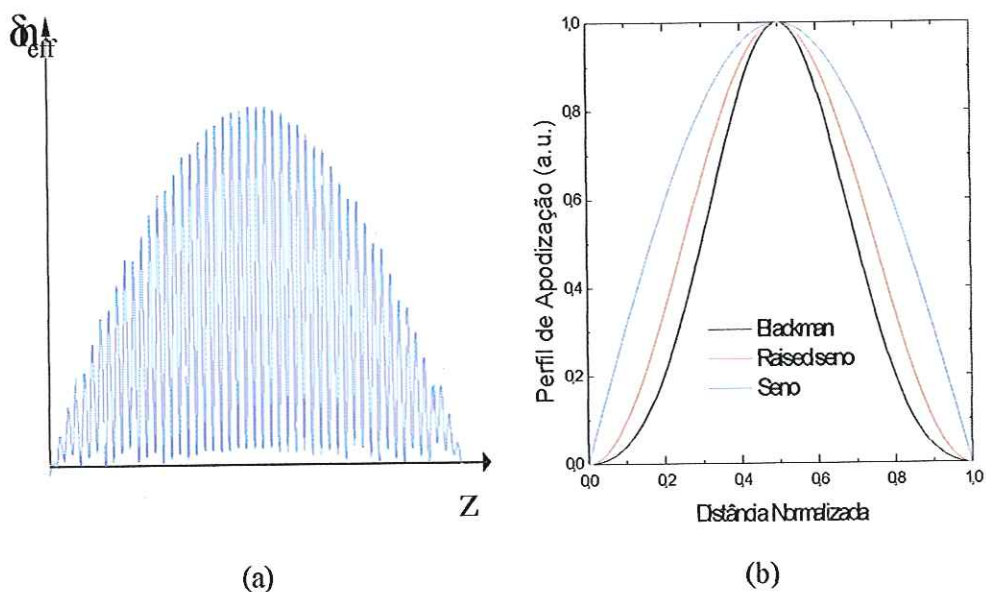 δη_eff
Z
(a)
Perfil de Apodização (a.u.)
1,0
0,8
0,6
0,4
0,2
0,0
Blackman
Raised seno
Seno
0,0 0,2 0,4 0,6 0,8 1,0
Distância Normalizada
(b)